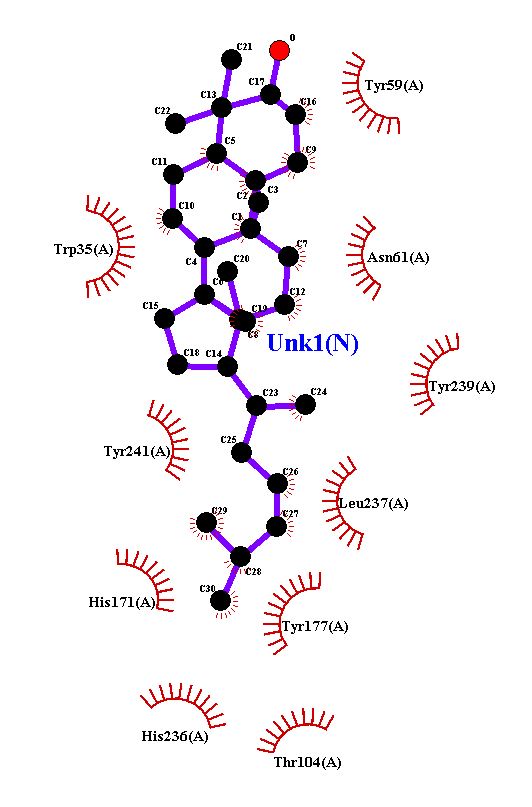 O
C21
C17
C13
Tyr59(A)
C16
C22
C5
C9
C11
C3
C2
C10
C1
Trp35(A)
C4
C7
Asn61(A)
C20
C6
C12
C15
C19
C8
Unk1(N)
C18
C14
Tyr239(A)
C24
C23
Tyr241(A)
C25
C26
Leu237(A)
C29
C27
C28
C30
His171(A)
Tyr177(A)
His236(A)
Thr104(A)